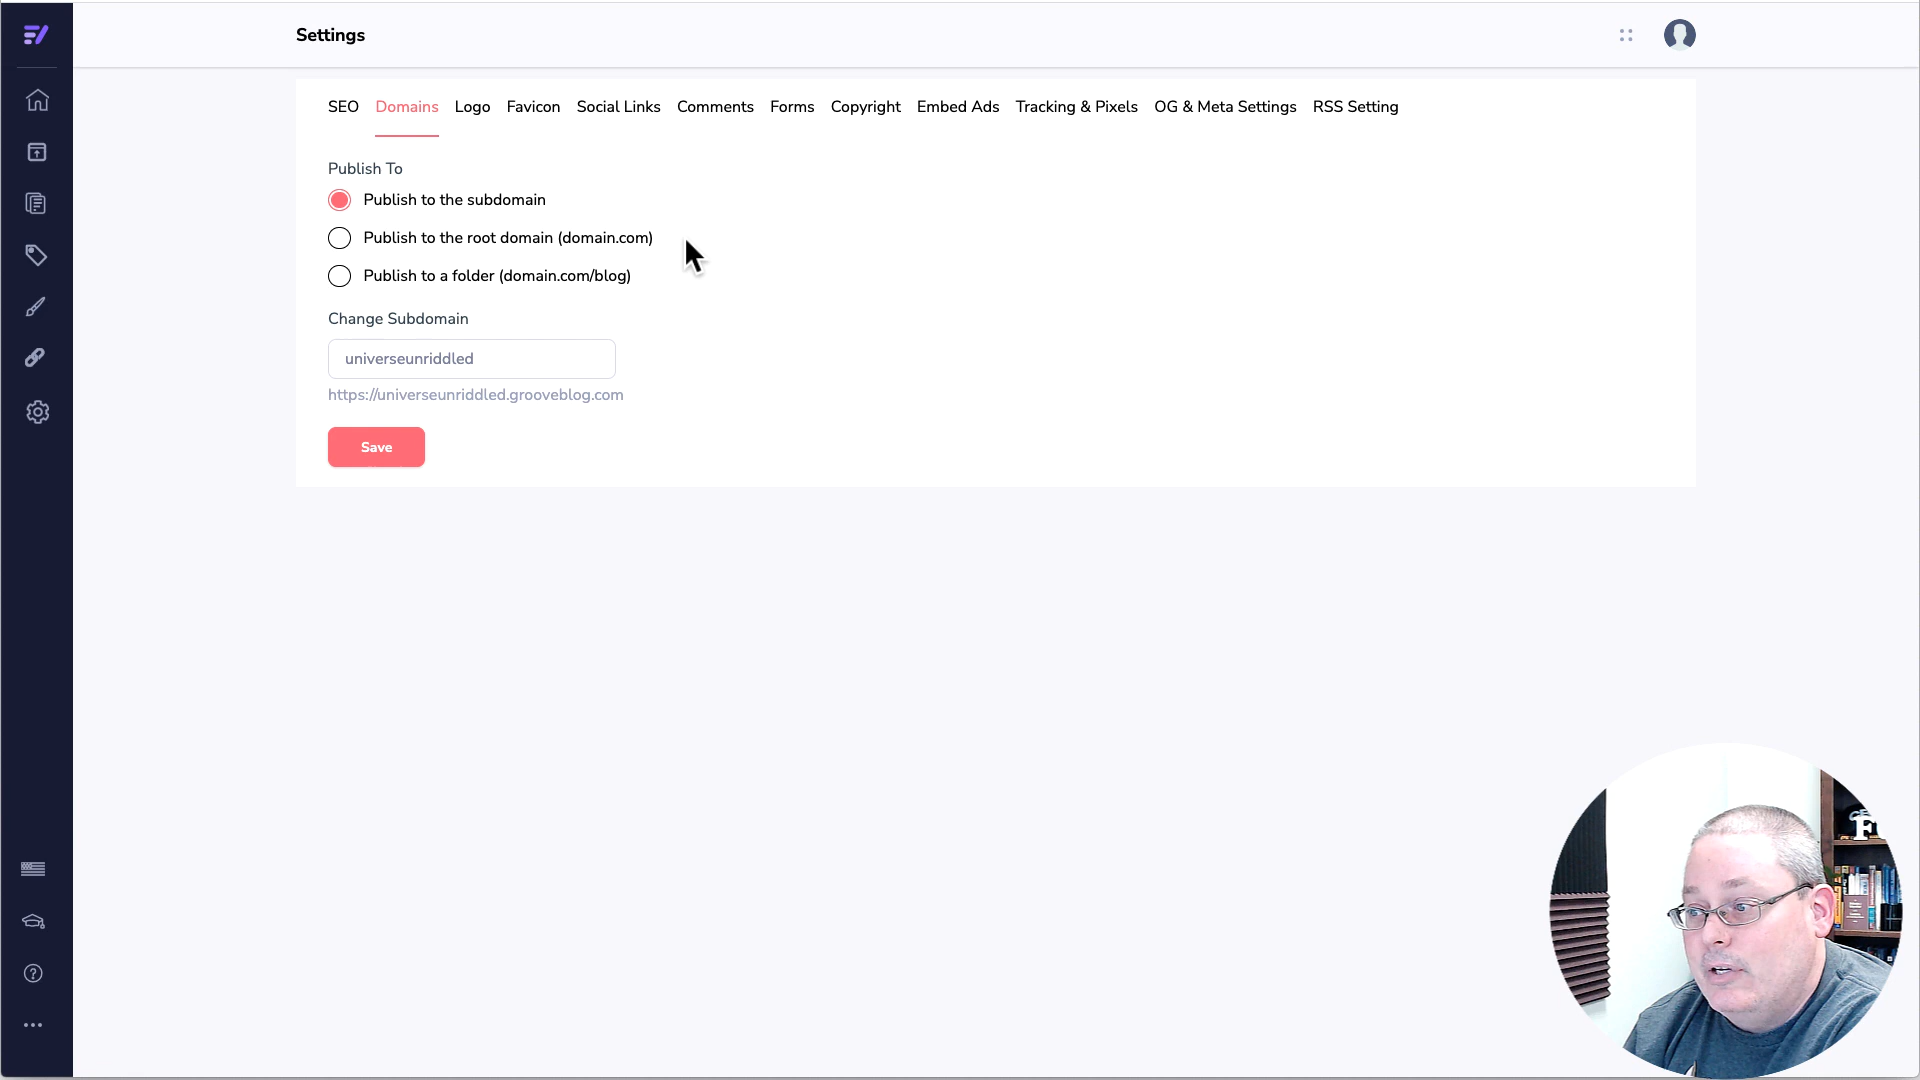 Settings
SEO Domains Logo Favicon Social Links Comments Forms Copyright Embed Ads Tracking & Pixels OG & Meta Settings RSS Setting
Publish To
Publish to the subdomain
Publish to the root domain (domain.com)
Publish to a folder (domain.com/blog)
Change Subdomain
universeunriddled
https://universeunriddled.grooveblog.com
Save